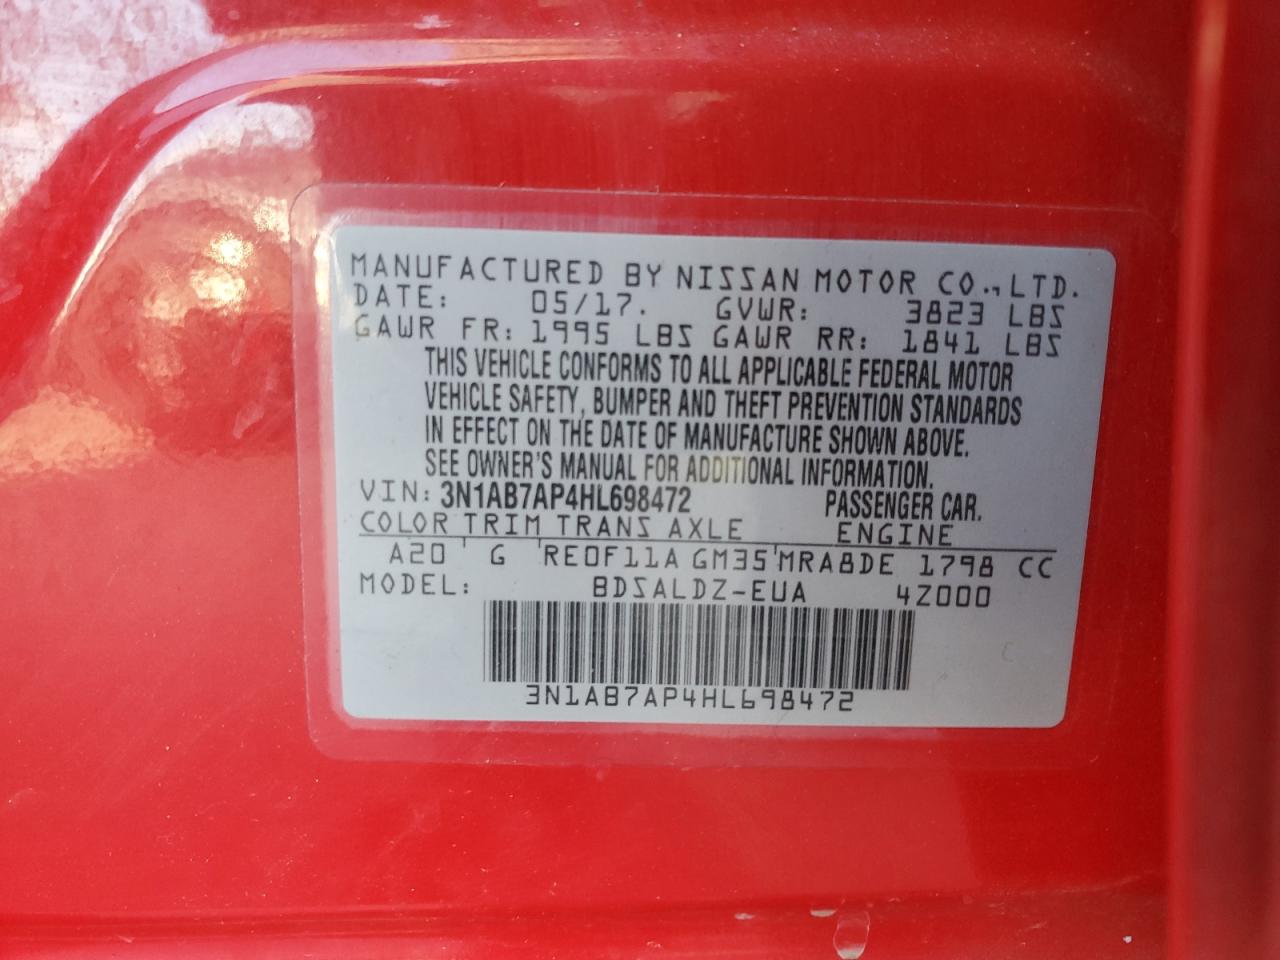 MANUFACTURED BY NISSAN MOTOR CO., LTD.
DATE: 05/17. GVWR: 3823 LBS
GAWR FR: 1995 LBS GAWR RR: 1841 LBS
THIS VEHICLE CONFORMS TO ALL APPLICABLE FEDERAL MOTOR
VEHICLE SAFETY, BUMPER AND THEFT PREVENTION STANDARDS
IN EFFECT ON THE DATE OF MANUFACTURE SHOWN ABOVE.
SEE OWNER'S MANUAL FOR ADDITIONAL INFORMATION.
VIN: 3N1AB7AP4HL698472 PASSENGER CAR.
COLOR TRIM TRANS AXLE ENGINE
A20 G RE0F11A GM35 MRA8DE 1798 CC
MODEL: BDSALDZ-EUA 42000
3N1AB7AP4HL698472